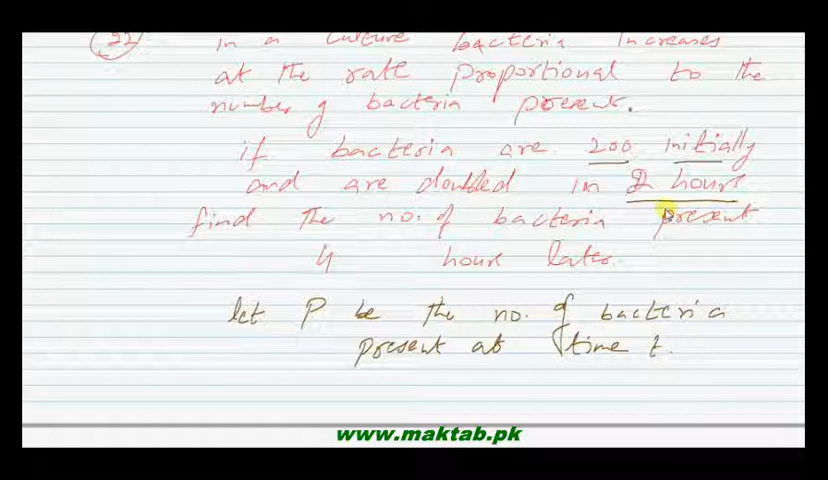 22 in a culture bacteria increases
at the rate proportional to the
number of bacteria present.
if bacteria are 200 initially
and are doubled in 2 hours
find the no. of bacteria present
4 hour later
let P be the no. of bacteria
present at time t.
www.maktab.pk